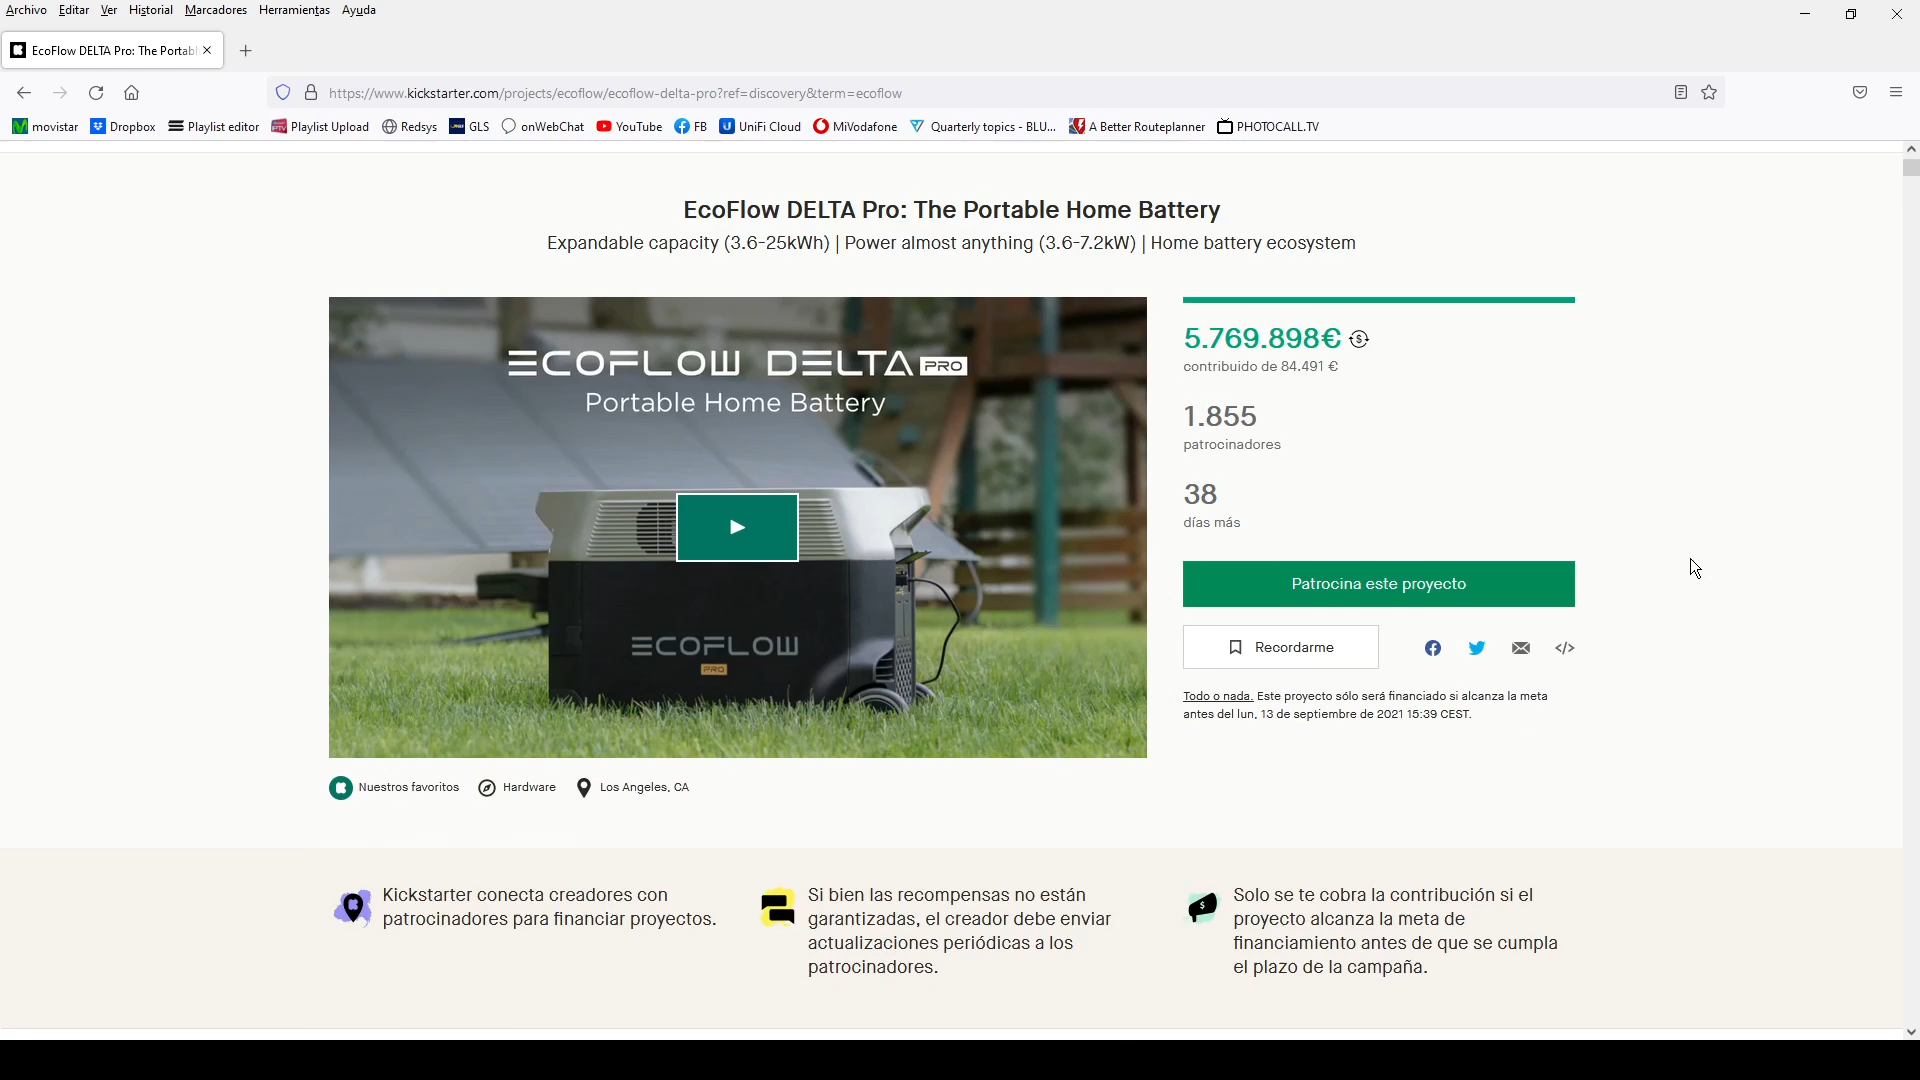 Archivo Editar Ver Historial Marcadores Herramientas Ayuda
EcoFlow DELTA Pro: The Portabl
https://www.kickstarter.com/projects/ecoflow/ecoflow-delta-pro?ref=discovery&term=ecoflow
movistar Dropbox Playlist editor Playlist Upload Redsys GLS onWebChat YouTube FB UniFi Cloud MiVodafone Quarterly topics - BLU... A Better Routeplanner PHOTOCALL.TV
EcoFlow DELTA Pro: The Portable Home Battery
Expandable capacity (3.6-25kWh) | Power almost anything (3.6-7.2kW) | Home battery ecosystem
ECOFLOW DELTA PRO
Portable Home Battery
ECOFLOW
PRO
5.769.898€
contribuido de 84.491 €
1.855
patrocinadores
38
días más
Patrocina este proyecto
Recordarme
Todo o nada. Este proyecto sólo será financiado si alcanza la meta
antes del lun, 13 de septiembre de 2021 15:39 CEST.
Nuestros favoritos Hardware Los Angeles, CA
Kickstarter conecta creadores con
patrocinadores para financiar proyectos.
Si bien las recompensas no están
garantizadas, el creador debe enviar
actualizaciones periódicas a los
patrocinadores.
Solo se te cobra la contribución si el
proyecto alcanza la meta de
financiamiento antes de que se cumpla
el plazo de la campaña.